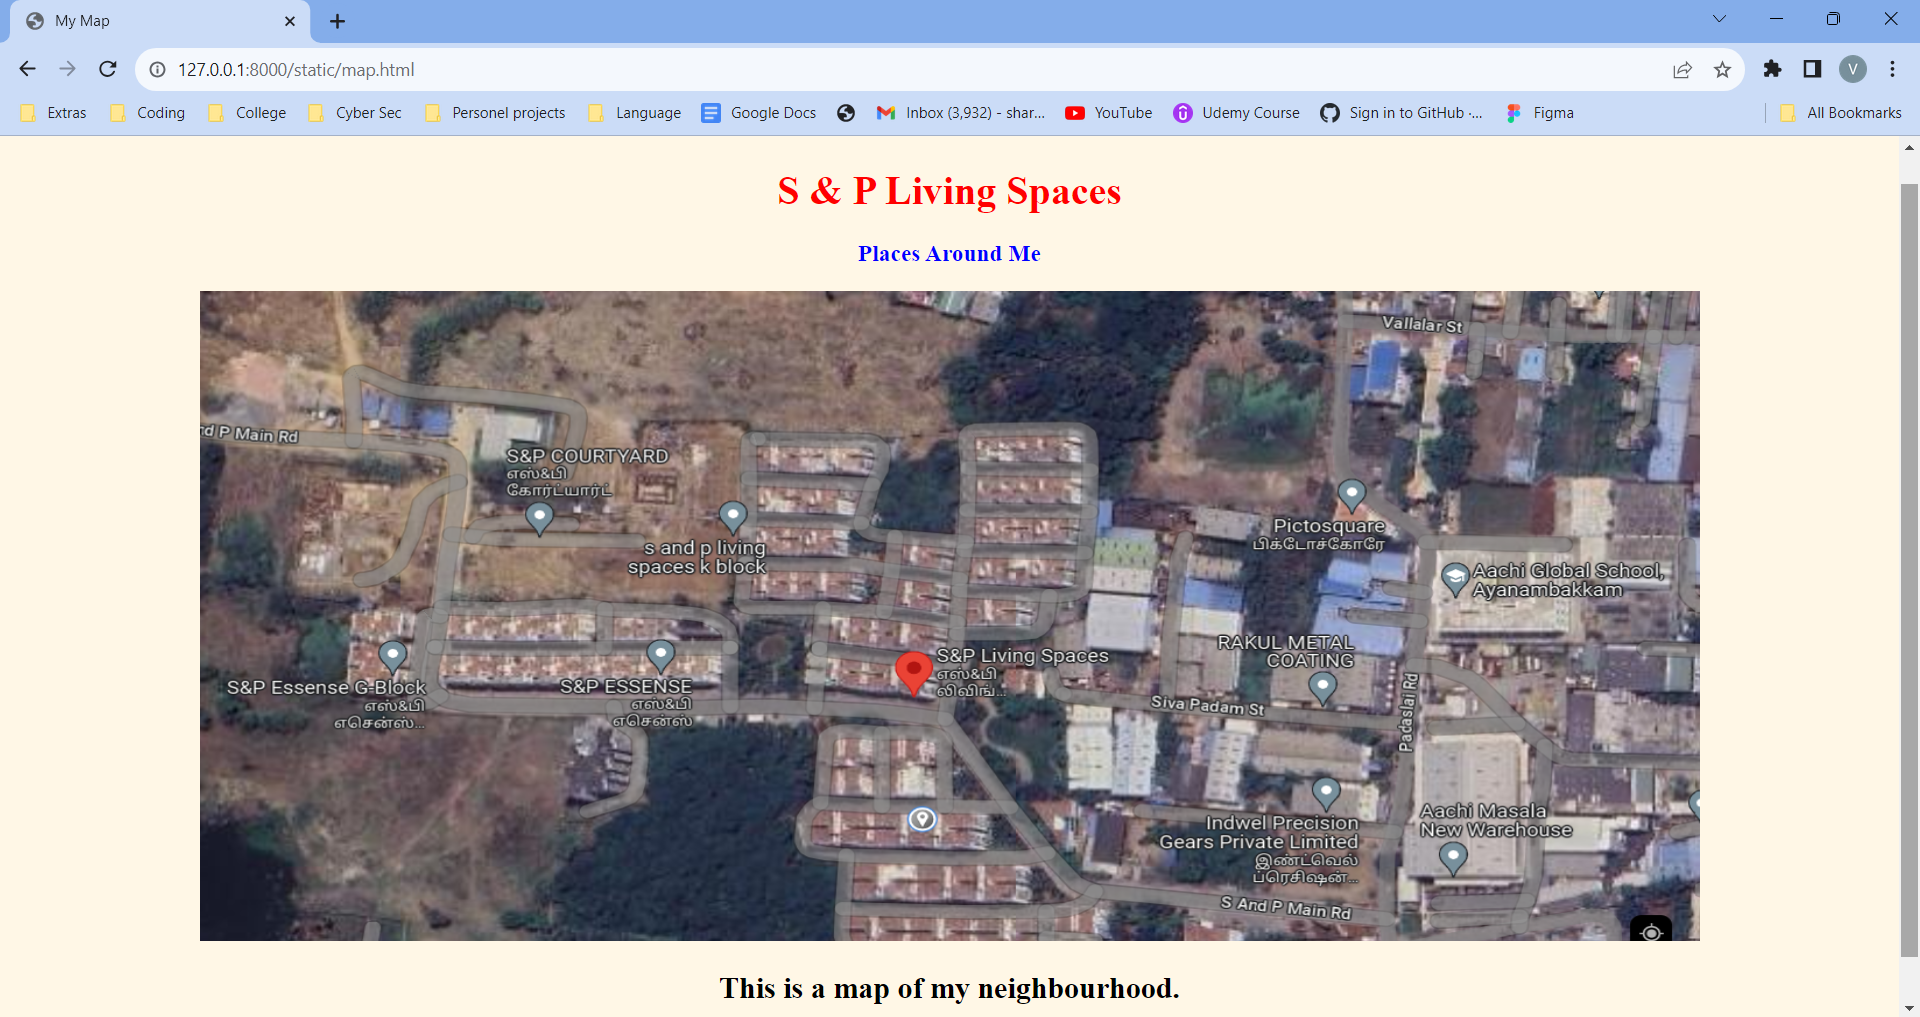 My Map
127.0.0.1:8000/static/map.html
Extras
Coding
College
Cyber Sec
Personel projects
Language
Google Docs
Inbox (3,932) - shar...
YouTube
Udemy Course
Sign in to GitHub ·...
Figma
All Bookmarks
V
S & P Living Spaces
Places Around Me
Vallalar St
rd P Main Rd
S&P COURTYARD
எஸ்&பி
கோர்ட்யார்ட்
s and p living
spaces k block
Pictosquare
பிக்டோச்கோரே
Aachi Global School,
Ayanambakkam
RAKUL METAL
COATING
S&P Living Spaces
எஸ்&பி
லிவிங்...
S&P Essense G-Block
எஸ்&பி
எசென்ஸ்...
S&P ESSENSE
எஸ்&பி
எசென்ஸ்
Siva Padam St
Padaslai Rd
Indwel Precision
Gears Private Limited
இண்ட்வெல்
ப்ரெசிஷன்...
Aachi Masala
New Warehouse
S And P Main Rd
This is a map of my neighbourhood.